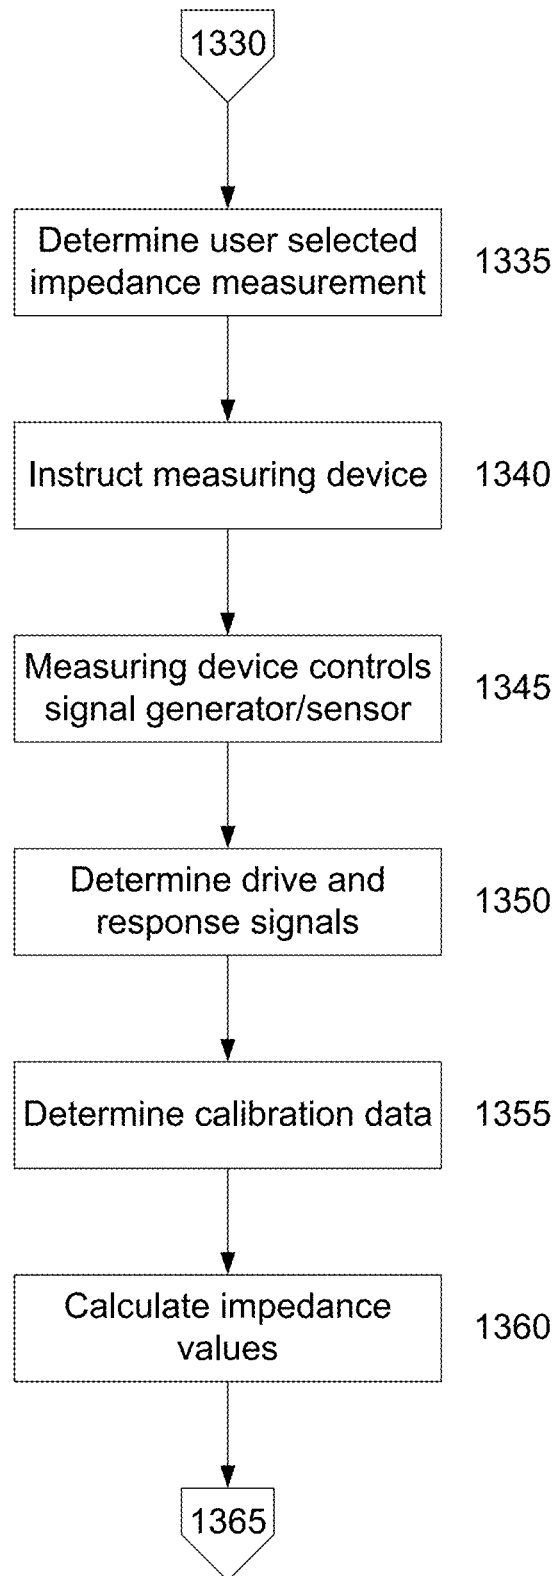 1330
Determine user selected
impedance measurement
1335
Instruct measuring device
1340
Measuring device controls
signal generator/sensor
1345
Determine drive and
response signals
1350
Determine calibration data
1355
Calculate impedance
values
1360
1365